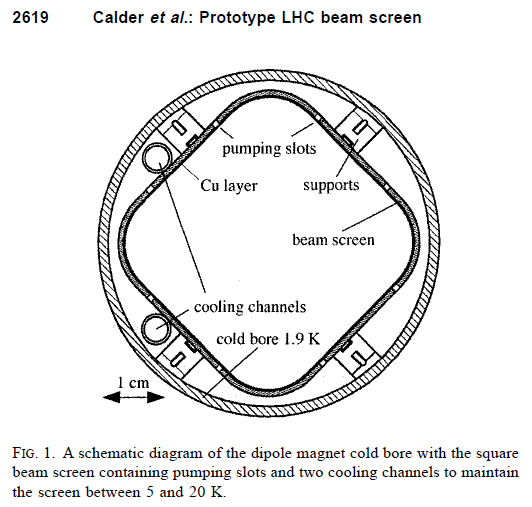 2619 Calder et al.: Prototype LHC beam screen
pumping slots
Cu layer
supports
beam screen
cooling channels
cold bore 1.9 K
1 cm
FIG. 1. A schematic diagram of the dipole magnet cold bore with the square
beam screen containing pumping slots and two cooling channels to maintain
the screen between 5 and 20 K.